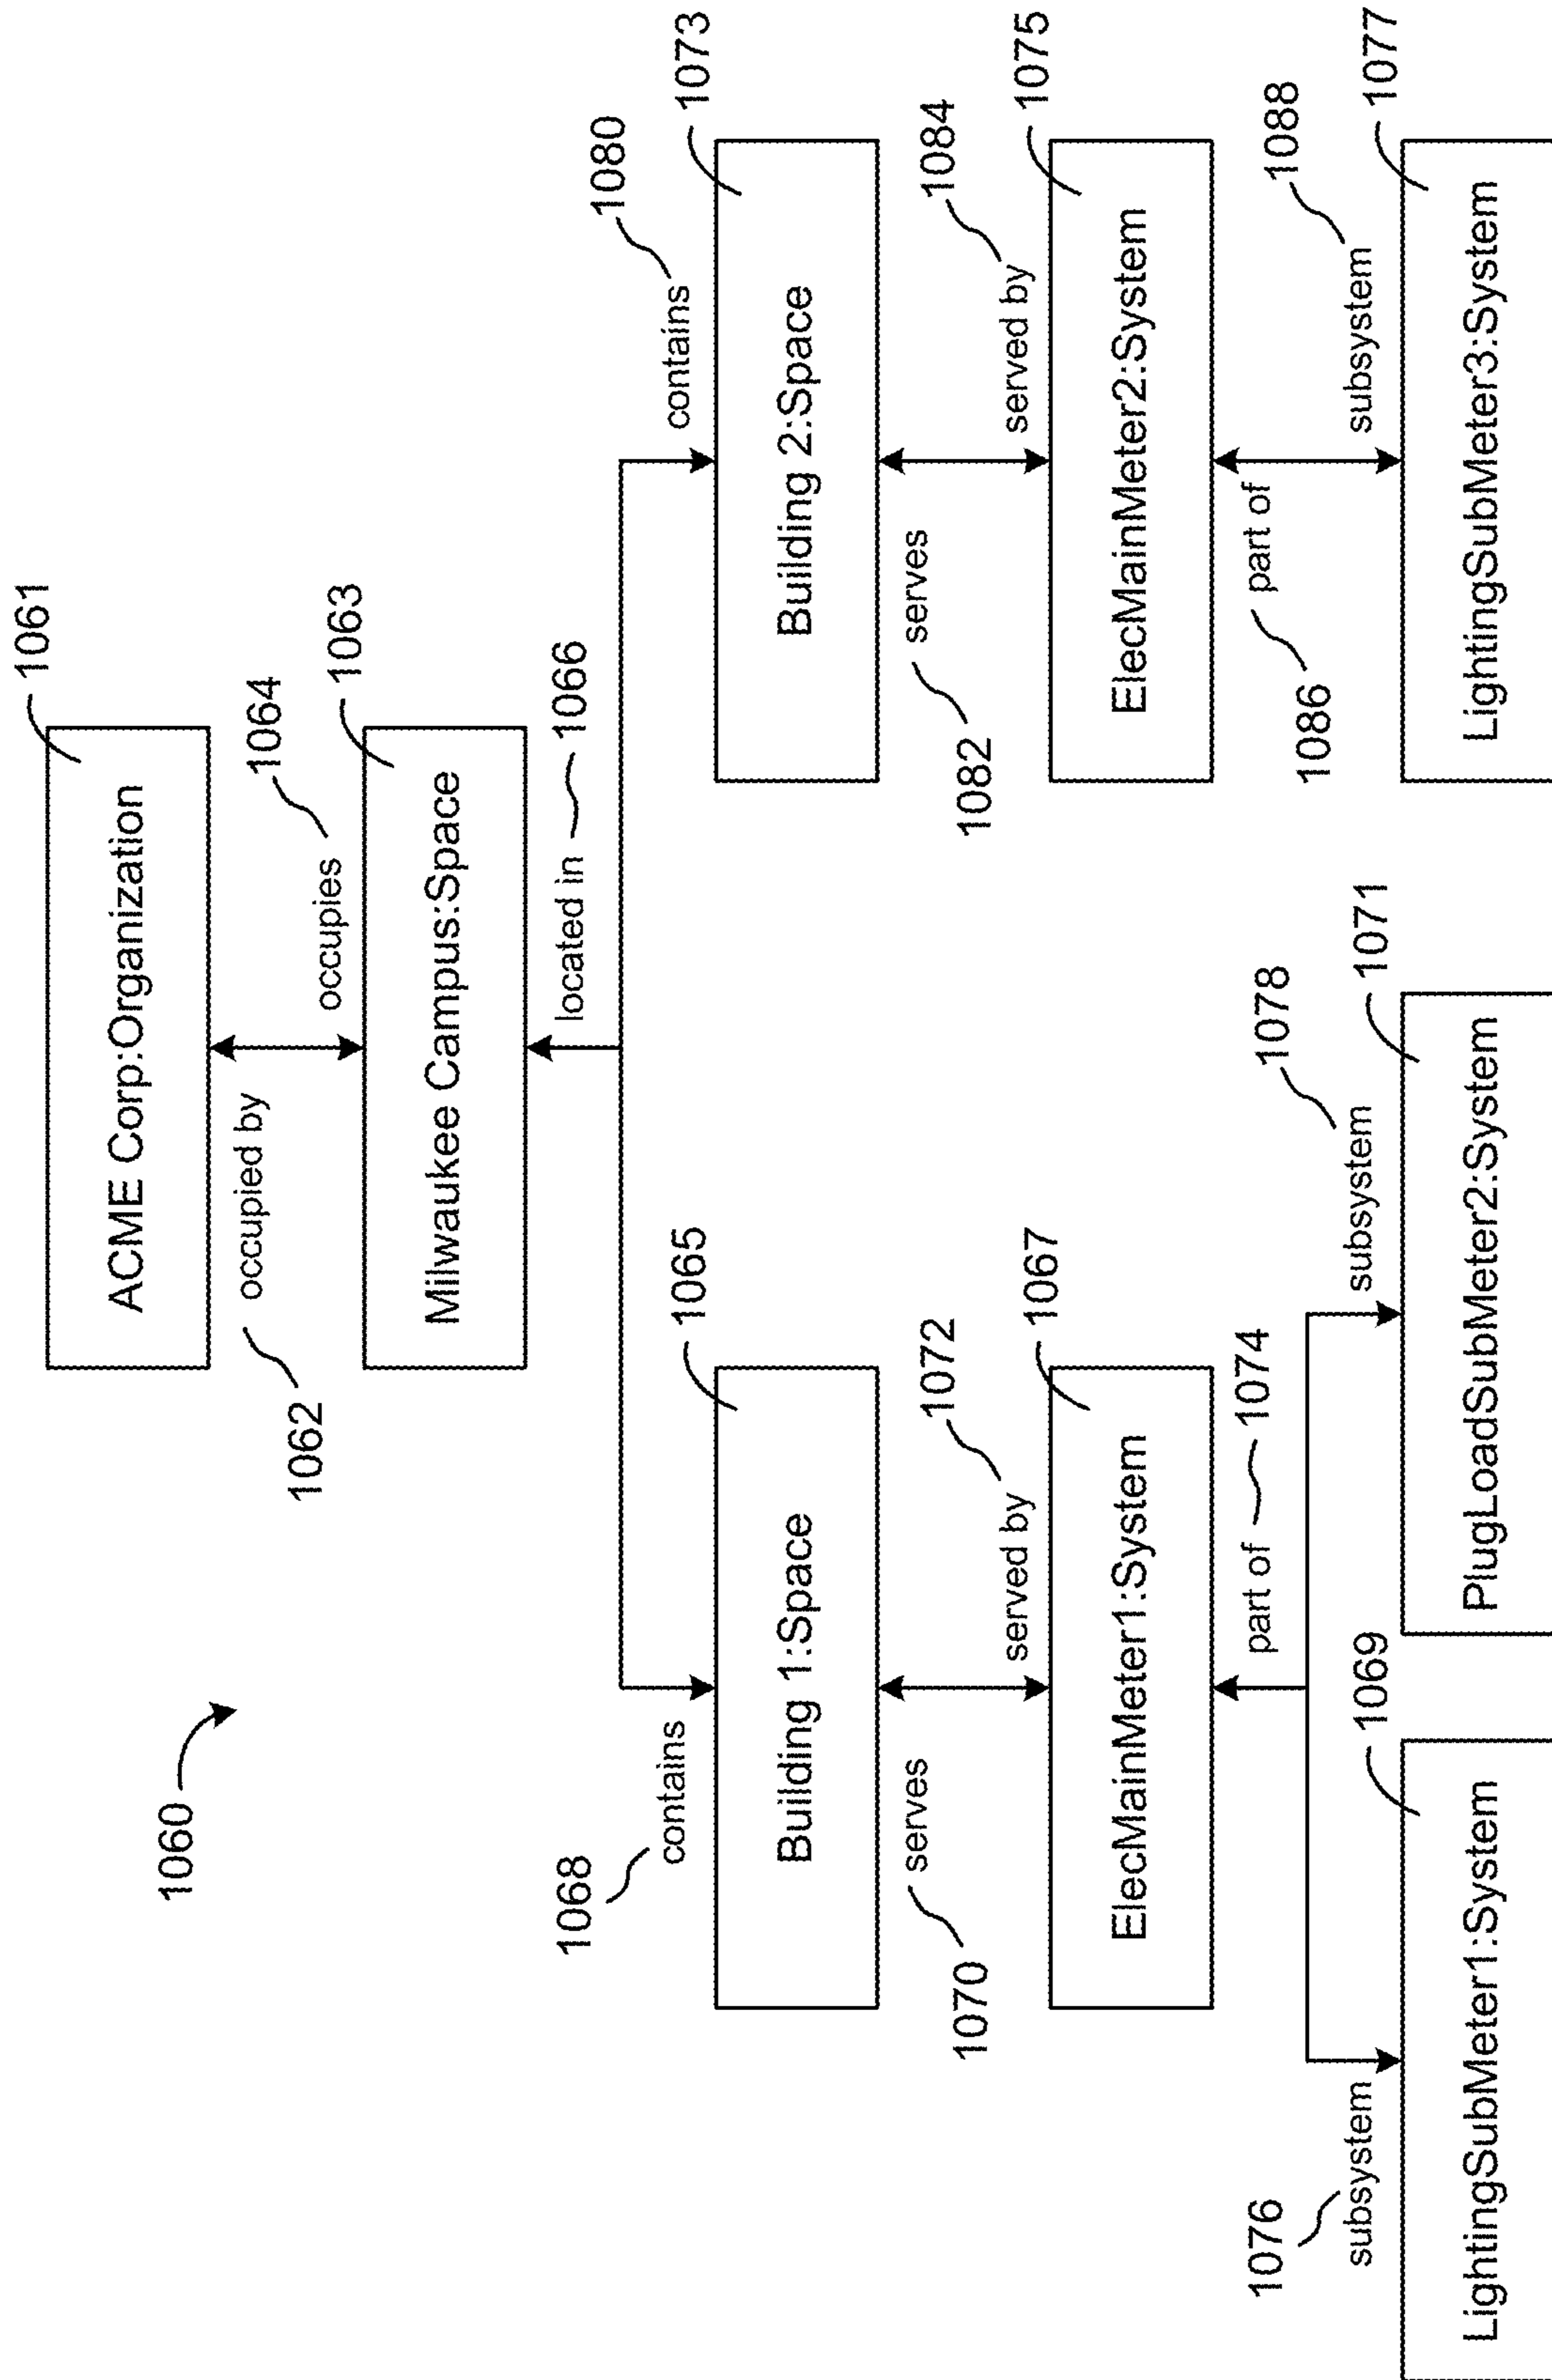 1060
ACME Corp:Organization
1061
1062
occupied by
occupies
1064
Milwaukee Campus:Space
1063
located in
1066
1068
contains
contains
1080
Building 1:Space
1065
Building 2:Space
1073
1070
serves
served by
1072
1082
serves
served by
1084
ElecMainMeter1:System
1067
ElecMainMeter2:System
1075
part of
1074
1086
part of
1076
subsystem
subsystem
1078
subsystem
1088
LightingSubMeter1:System
1069
PlugLoadSubMeter2:System
1071
LightingSubMeter3:System
1077